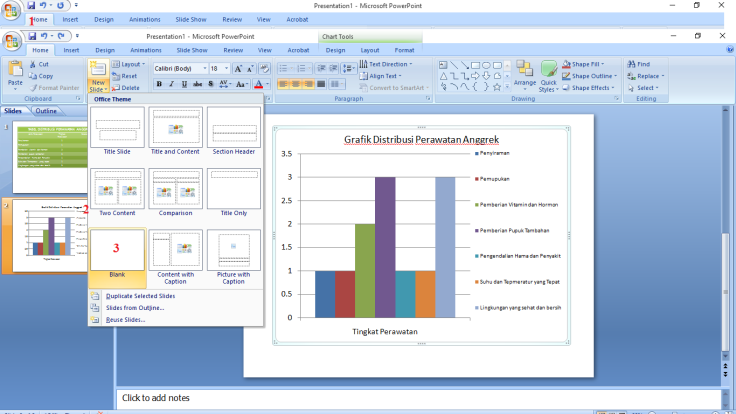 Presentation1 - Microsoft PowerPoint
1 Home Insert Design Animations Slide Show Review View Acrobat
Presentation1 - Microsoft PowerPoint Chart Tools
Home Insert Design Animations Slide Show Review View Acrobat Design Layout Format
Paste
Cut
Copy
Format Painter
Clipboard
New
Slide
Layout
Reset
Delete
Calibri (Body) 18
Text Direction
Align Text
Convert to SmartArt
Paragraph
Arrange
Quick
Styles
Shape Fill
Shape Outline
Shape Effects
Drawing
Find
Replace
Select
Editing
Slides Outline
2
Office Theme
Title Slide
Title and Content
Section Header
Two Content
Comparison
Title Only
3
Blank
Content with
Caption
Picture with
Caption
Duplicate Selected Slides
Slides from Outline...
Reuse Slides...
Grafik Distribusi Perawatan Anggrek
3.5
3
2.5
2
1.5
1
0.5
0
Tingkat Perawatan
Penyiraman
Pemupukan
Pemberian Vitamin dan Hormon
Pemberian Pupuk Tambahan
Pengendalian Hama dan Penyakit
Suhu dan Tepmeratur yang Tepat
Lingkungan yang sehat dan bersih
Click to add notes